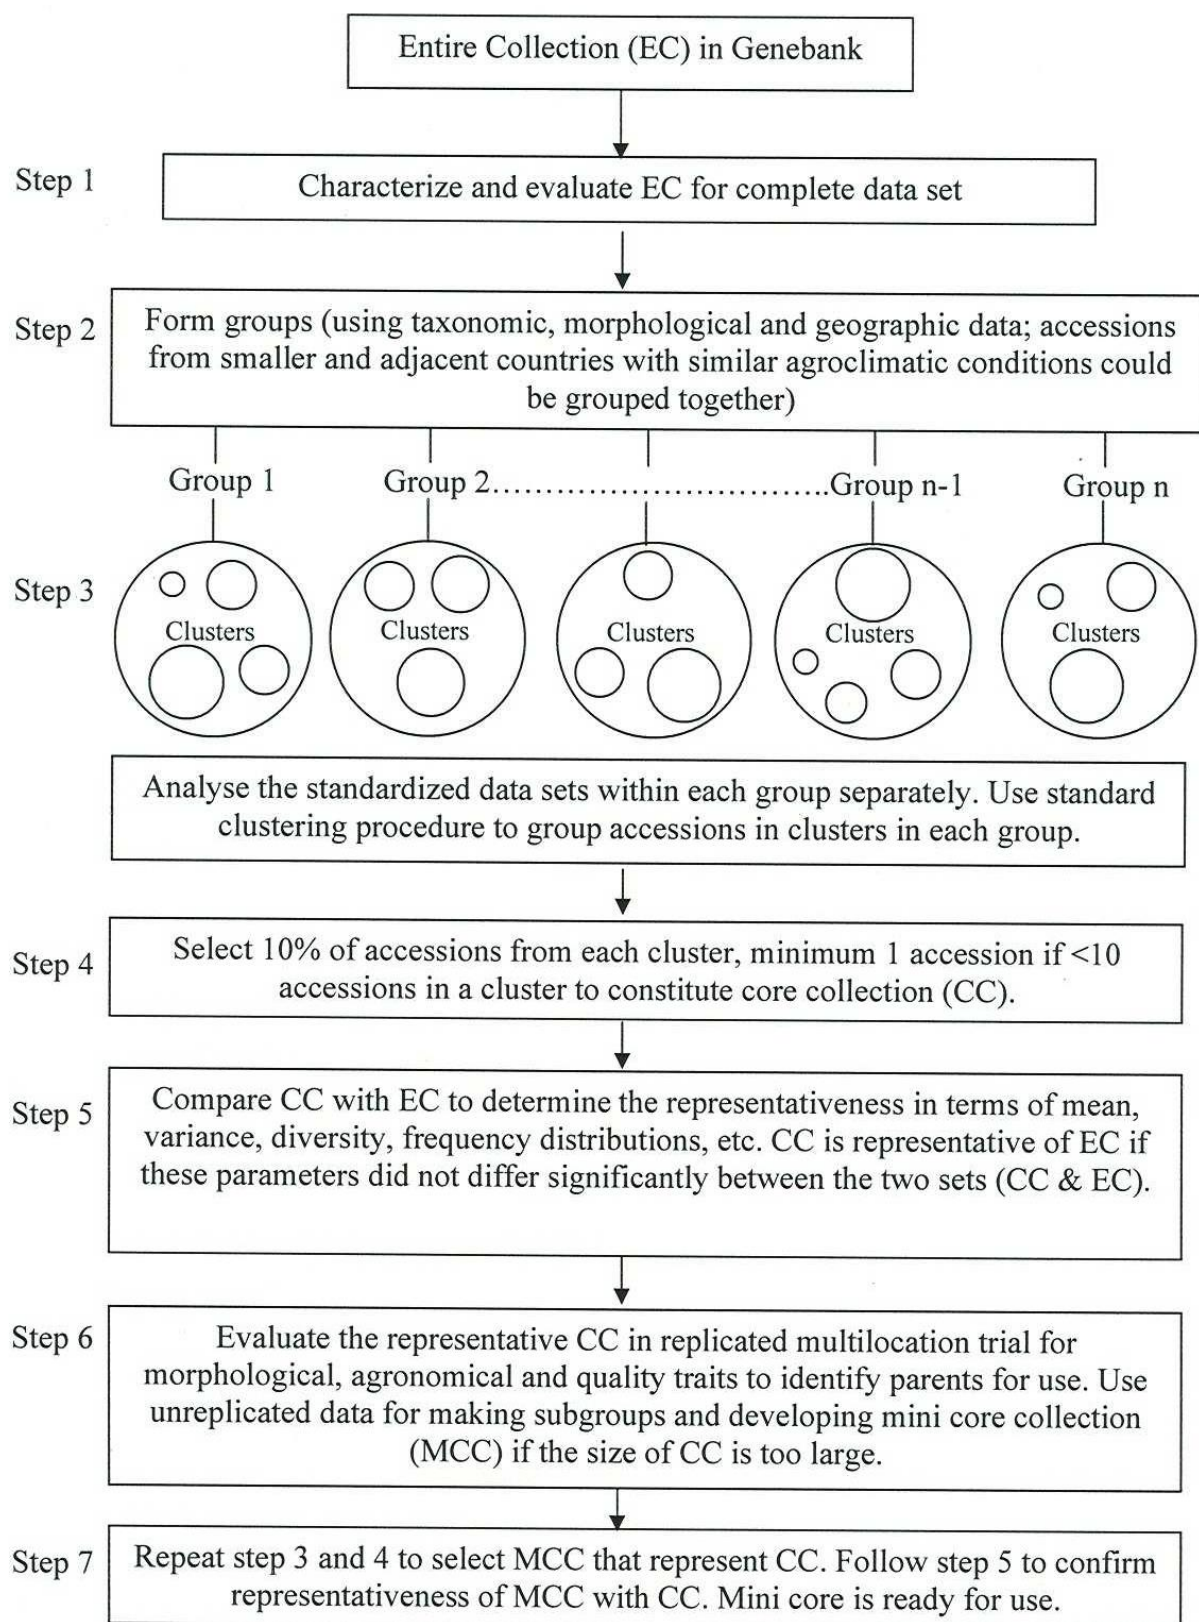 Entire Collection (EC) in Genebank
Step 1
Characterize and evaluate EC for complete data set
Step 2
Form groups (using taxonomic, morphological and geographic data; accessions
from smaller and adjacent countries with similar agroclimatic conditions could
be grouped together)
Group 1 Group 2.................................Group n-1 Group n
Step 3
Clusters Clusters Clusters Clusters Clusters
Analyse the standardized data sets within each group separately. Use standard
clustering procedure to group accessions in clusters in each group.
Step 4
Select 10% of accessions from each cluster, minimum 1 accession if <10
accessions in a cluster to constitute core collection (CC).
Step 5
Compare CC with EC to determine the representativeness in terms of mean,
variance, diversity, frequency distributions, etc. CC is representative of EC if
these parameters did not differ significantly between the two sets (CC & EC).
Step 6
Evaluate the representative CC in replicated multilocation trial for
morphological, agronomical and quality traits to identify parents for use. Use
unreplicated data for making subgroups and developing mini core collection
(MCC) if the size of CC is too large.
Step 7
Repeat step 3 and 4 to select MCC that represent CC. Follow step 5 to confirm
representativeness of MCC with CC. Mini core is ready for use.